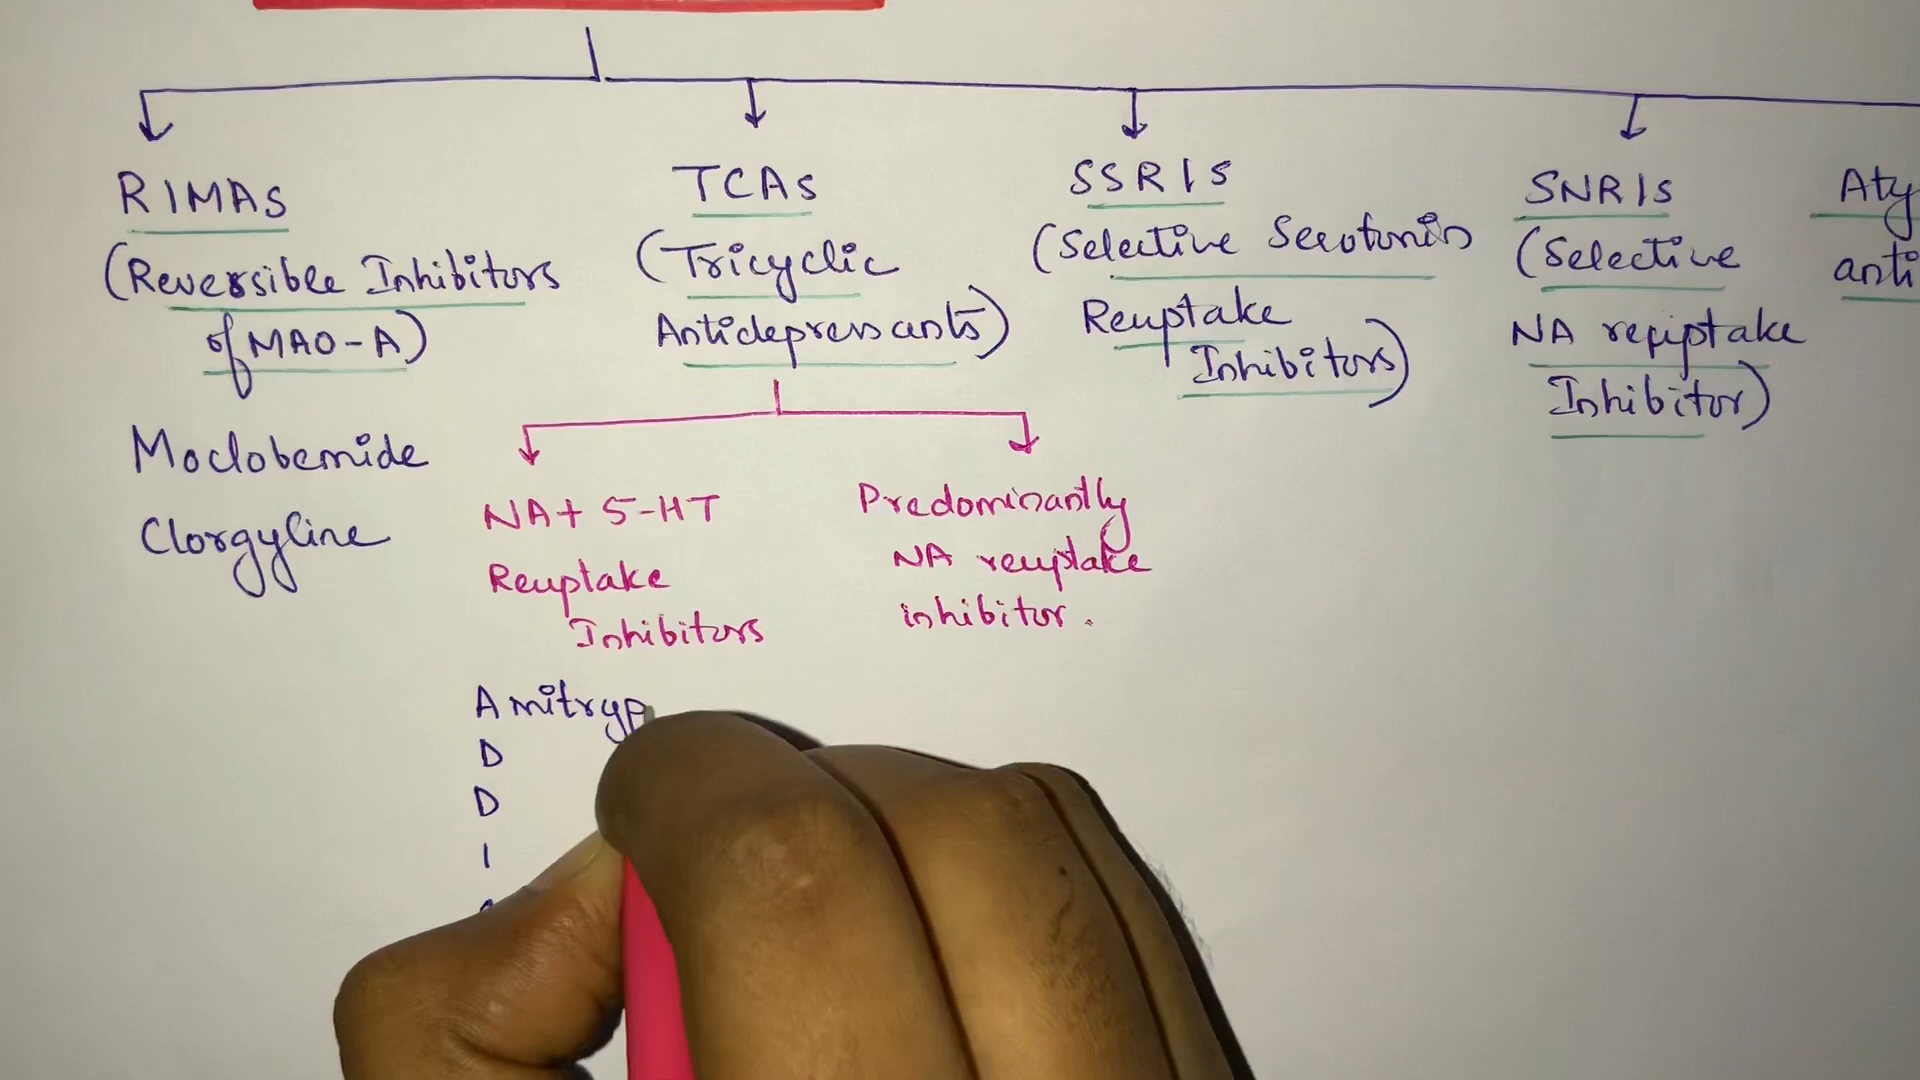 RIMAs
(Reversible Inhibitors
of MAO-A)
Moclobemide
Clorgyline
TCAs
(Tricyclic
Antidepressants)
NA+ 5-HT
Reuptake
Inhibitors
Amitryp
D
D
I
Predominantly
NA reuptake
inhibitor.
SSRIs
(Selective Serotonin
Reuptake
Inhibitors)
SNRIs
(Selective
NA reuptake
Inhibitor)
Aty
anti